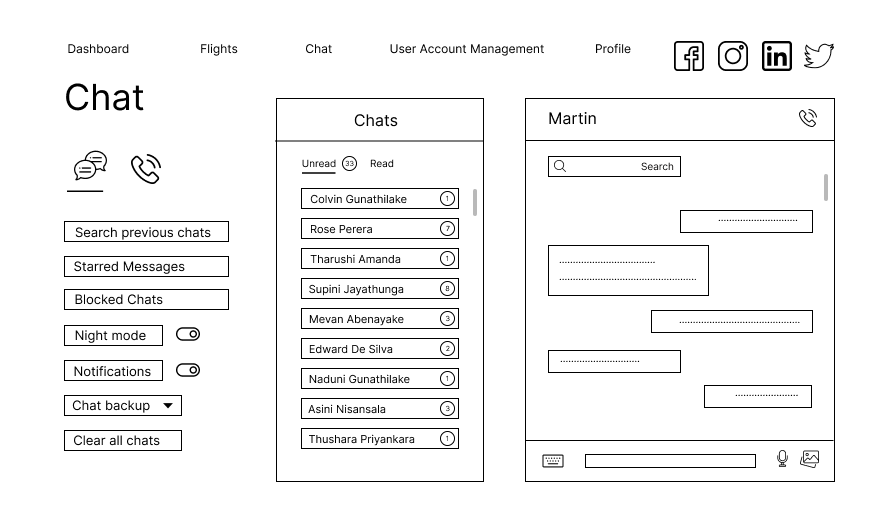 Dashboard Flights Chat User Account Management Profile
Chat
Search previous chats
Starred Messages
Blocked Chats
Night mode
Notifications
Chat backup
Clear all chats
Chats
Unread 33 Read
Colvin Gunathilake 1
Rose Perera 7
Tharushi Amanda 1
Supini Jayathunga 8
Mevan Abenayake 3
Edward De Silva 2
Naduni Gunathilake 1
Asini Nisansala 3
Thushara Priyankara 1
Martin
Search